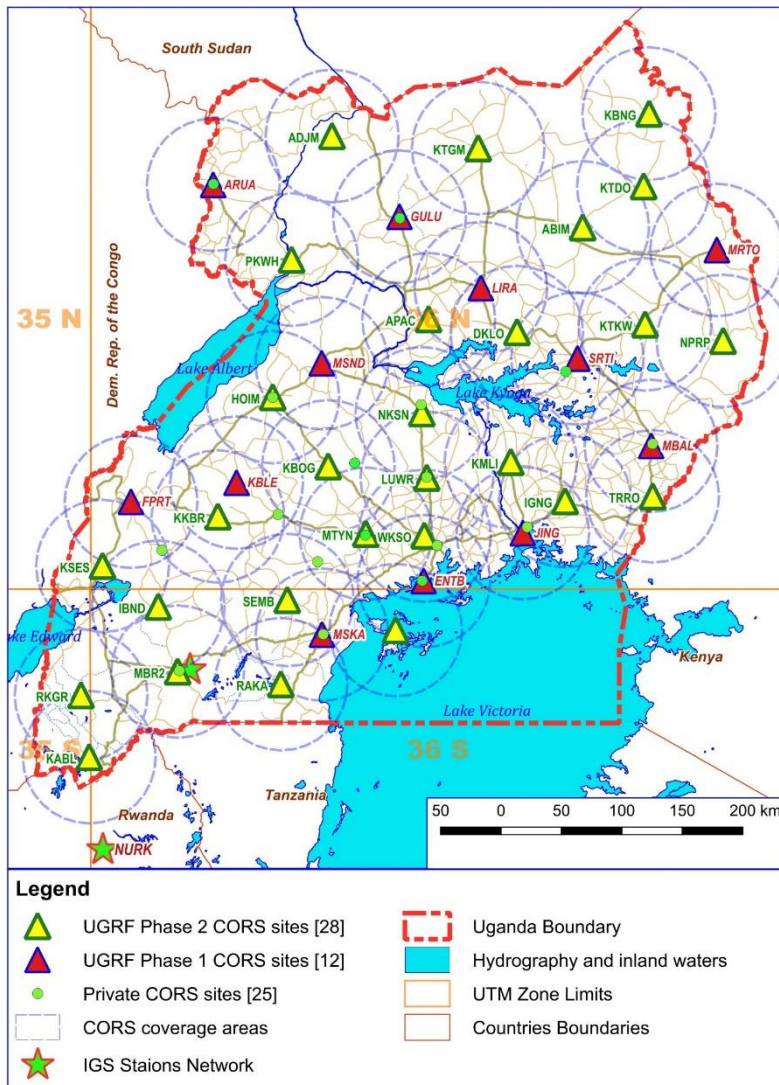 South Sudan
KBNG
ADJM
KTGM
ARUA
KTDO
GULU
ABIM
MRTO
PKWH
LIRA
35 N
36 N
APAC
DKLO
KTKW
NPRP
Dem. Rep. of the Congo
Lake Albert
MSND
SRTI
Lake Kyoga
HOIM
NKSN
MBAL
KBOG
LUWR
KMLI
KBLE
FPRT
IGNG
TRRO
KKBR
MTYN
WKSO
JING
KSES
ENTB
IBND
SEMB
MSKA
Lake Edward
Kenya
MBR2
RAKA
RKGR
Lake Victoria
35 S
36 S
KABL
Tanzania
Rwanda
NURK
50 0 50 100 150 200 km
Legend
UGRF Phase 2 CORS sites [28]
UGRF Phase 1 CORS sites [12]
Private CORS sites [25]
CORS coverage areas
IGS Staions Network
Uganda Boundary
Hydrography and inland waters
UTM Zone Limits
Countries Boundaries